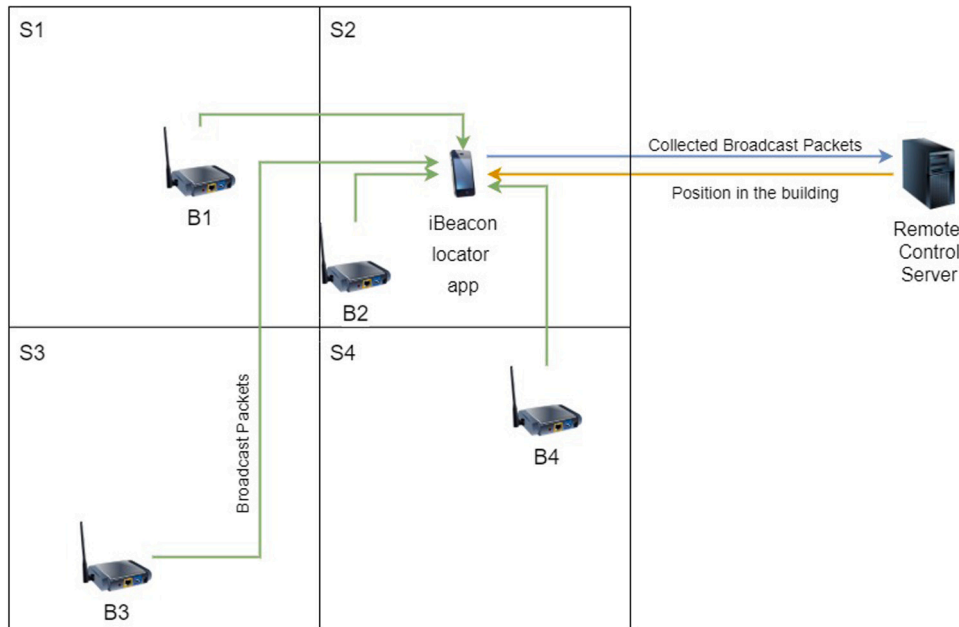 S1
S2
Collected Broadcast Packets
Position in the building
B1
iBeacon
locator
app
Remote
Control
Server
B2
S3
S4
Broadcast Packets
B4
B3